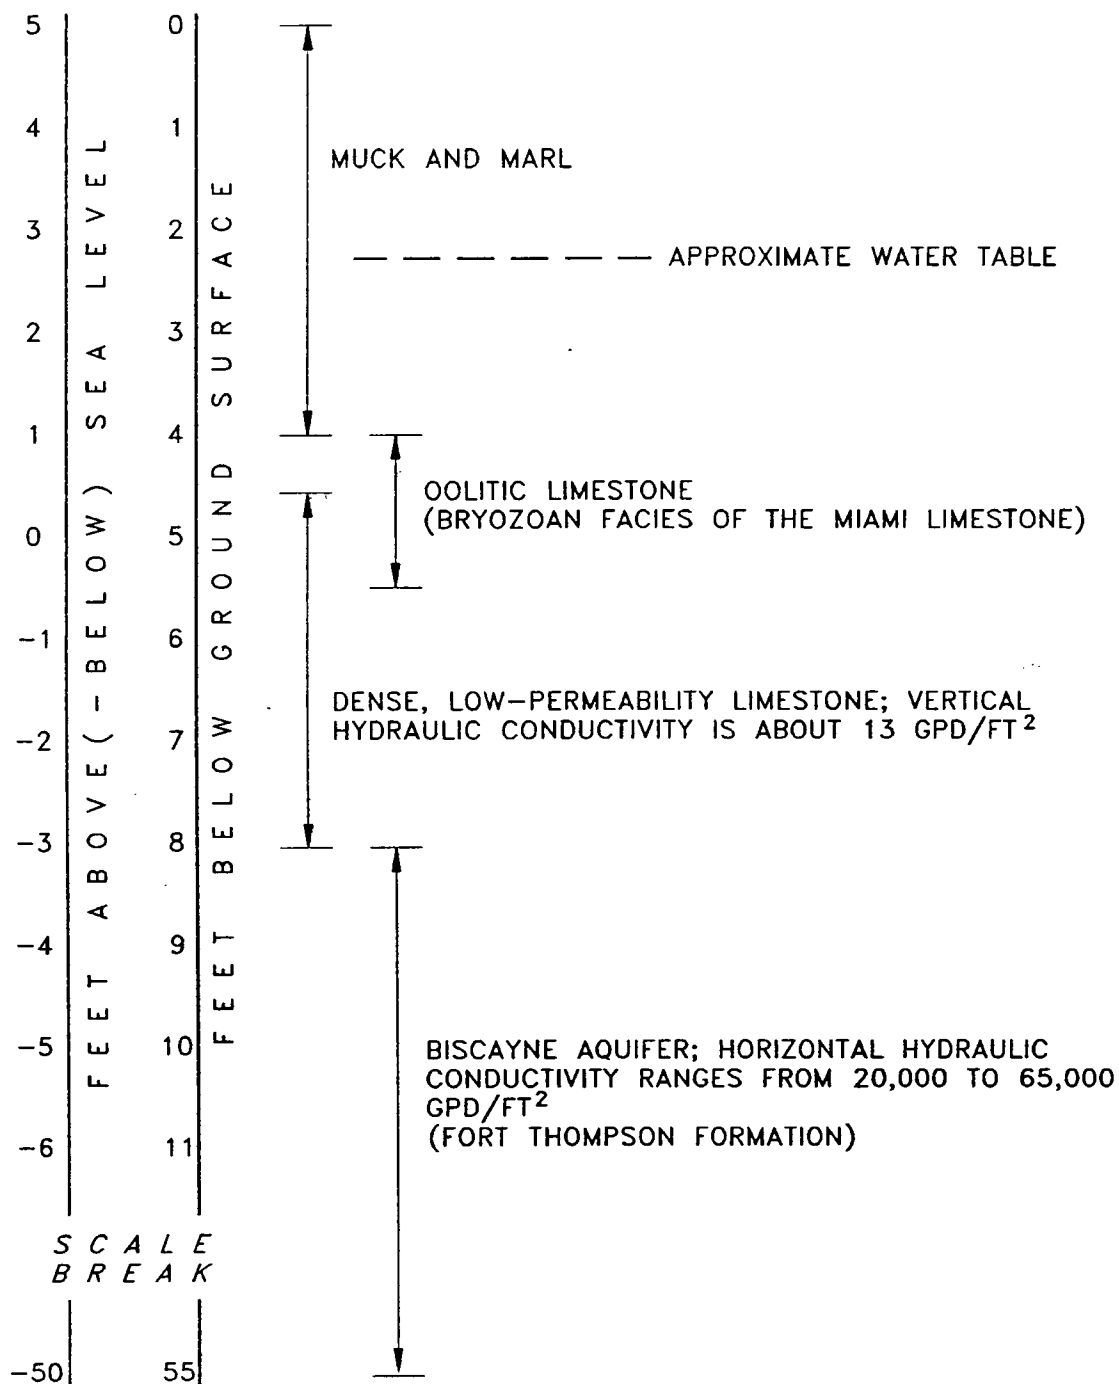 5 0
4 1
MUCK AND MARL
3 2
APPROXIMATE WATER TABLE
2 3
1 4
OOLITIC LIMESTONE
(BRYOZOAN FACIES OF THE MIAMI LIMESTONE)
0 5
-1 6
DENSE, LOW-PERMEABILITY LIMESTONE; VERTICAL
HYDRAULIC CONDUCTIVITY IS ABOUT 13 GPD/FT²
-2 7
-3 8
-4 9
-5 10
BISCAYNE AQUIFER; HORIZONTAL HYDRAULIC
CONDUCTIVITY RANGES FROM 20,000 TO 65,000
GPD/FT²
(FORT THOMPSON FORMATION)
-6 11
SCALE
BREAK
-50 55
FEET ABOVE(-BELOW) SEA LEVEL
FEET BELOW GROUND SURFACE